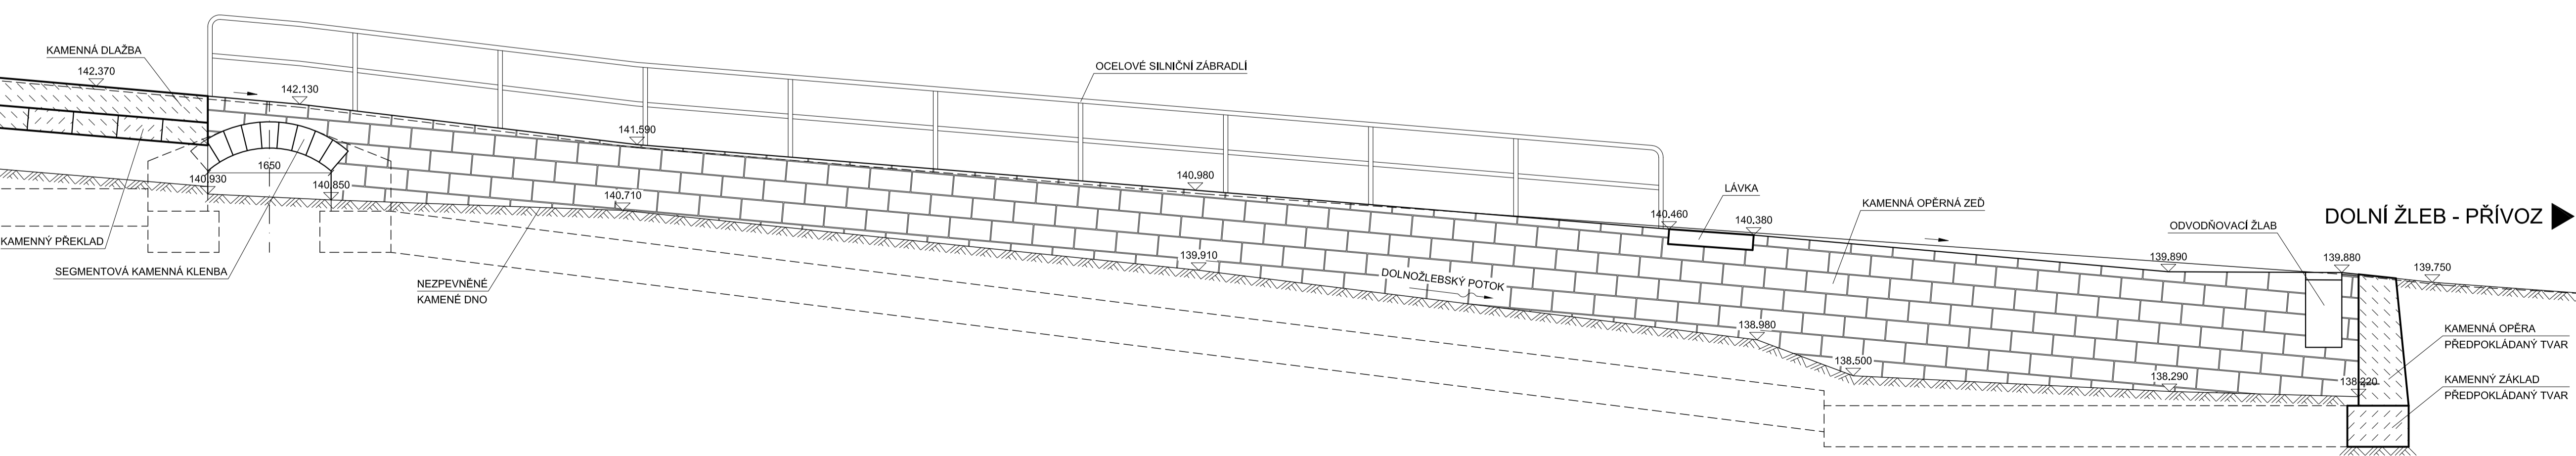 KAMENNÁ DLAŽBA
142.370
142.130
OCELOVÉ SILNIČNÍ ZÁBRADLÍ
141.590
1650
140.930
140.850
140.710
140.980
LÁVKA
140.460
140.380
KAMENNÁ OPĚRNÁ ZEĎ
ODVODŇOVACÍ ŽLAB
DOLNÍ ŽLEB - PŘÍVOZ
KAMENNÝ PŘEKLAD
SEGMENTOVÁ KAMENNÁ KLENBA
NEZPEVNĚNÉ
KAMENÉ DNO
139.910
DOLNOŽLEBSKÝ POTOK
139.890
139.880
139.750
138.980
138.500
138.290
138.220
KAMENNÁ OPĚRA
PŘEDPOKLÁDANÝ TVAR
KAMENNÝ ZÁKLAD
PŘEDPOKLÁDANÝ TVAR